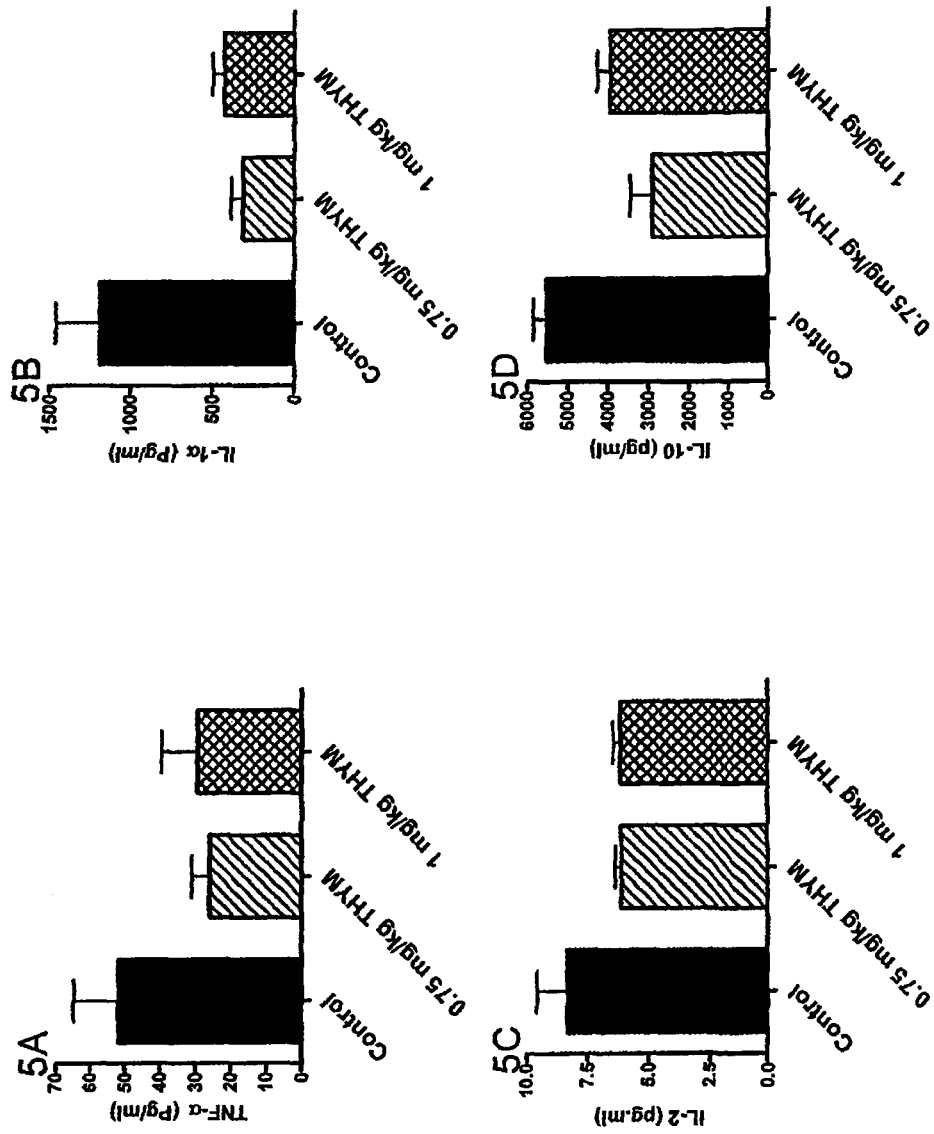 5A
TNF-α (Pg/ml)
70
60
50
40
30
20
10
0
Control
0.75 mg/kg THYM
1 mg/kg THYM
5B
IL-1α (Pg/ml)
1500
1000
500
0
Control
0.75 mg/kg THYM
1 mg/kg THYM
5C
IL-2 (pg.ml)
10.0
7.5
5.0
2.5
0.0
Control
0.75 mg/kg THYM
1 mg/kg THYM
5D
IL-10 (pg/ml)
6000
5000
4000
3000
2000
1000
0
Control
0.75 mg/kg THYM
1 mg/kg THYM